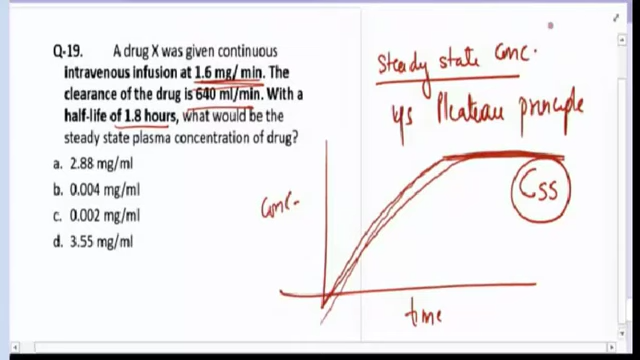 Q-19. A drug X was given continuous
intravenous infusion at 1.6 mg/ min. The
clearance of the drug is 640 ml/min. With a
half-life of 1.8 hours, what would be the
steady state plasma concentration of drug?
a. 2.88 mg/ml
b. 0.004 mg/ml
c. 0.002 mg/ml
d. 3.55 mg/ml
Steady state conc.
y/s Plateau principle
conc.
Css
time